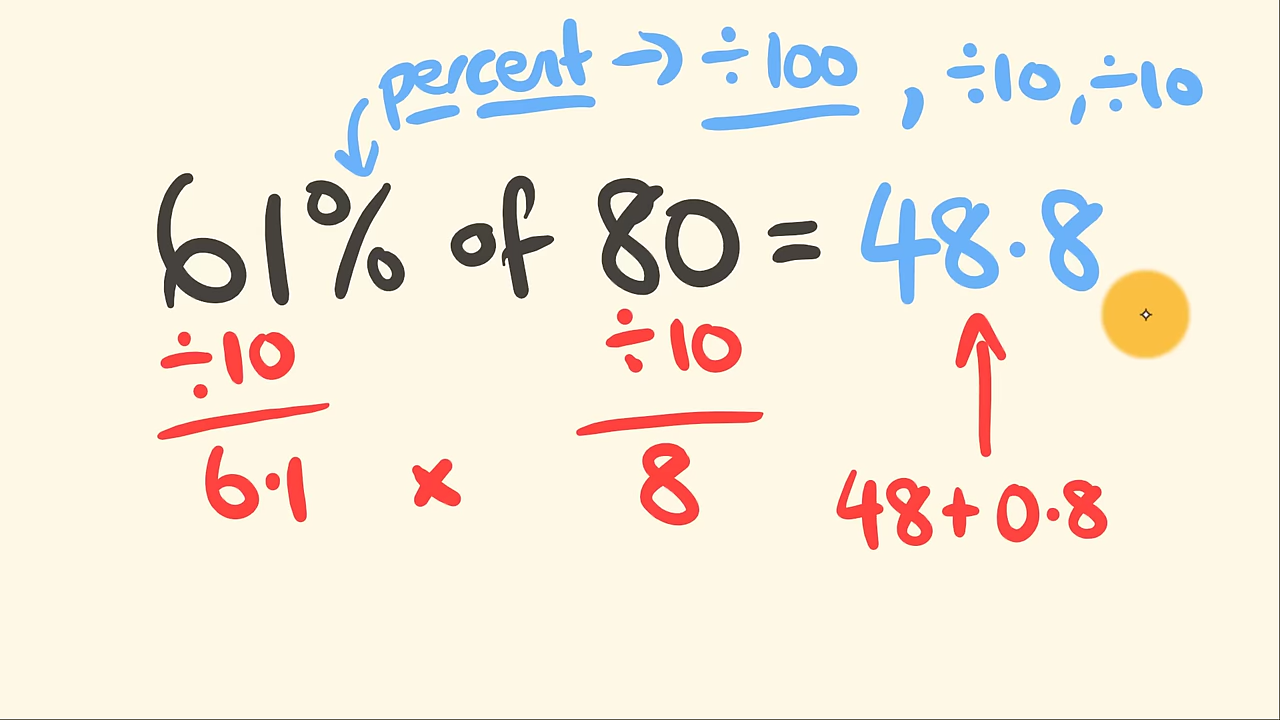 percent → ÷100 , ÷10, ÷10
61% of 80 = 48·8
÷10 ÷10
6·1 × 8 48+0·8